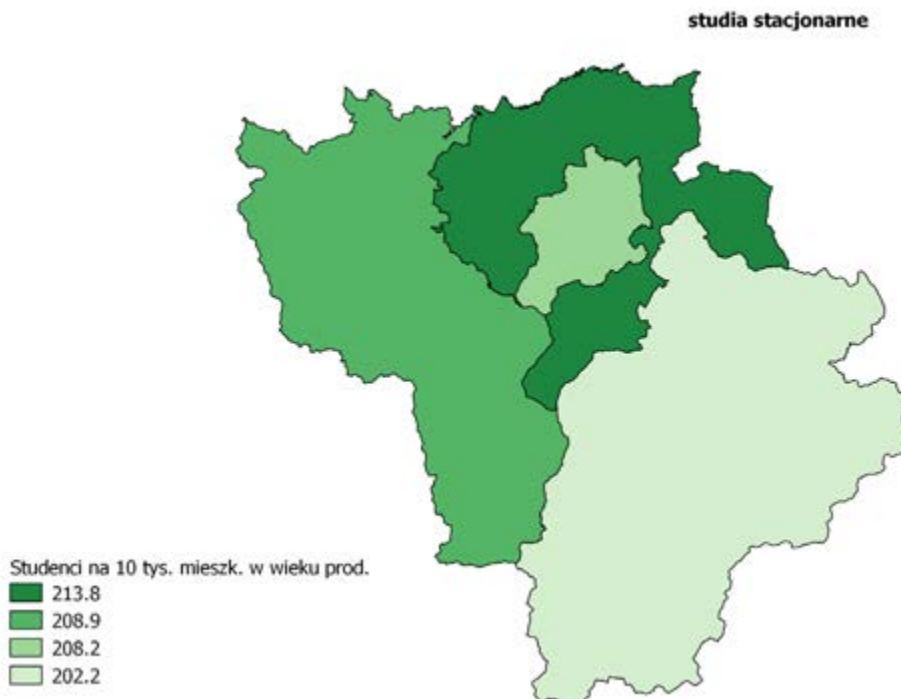 studia stacjonarne
Studenci na 10 tys. mieszk. w wieku prod.
213.8
208.9
208.2
202.2